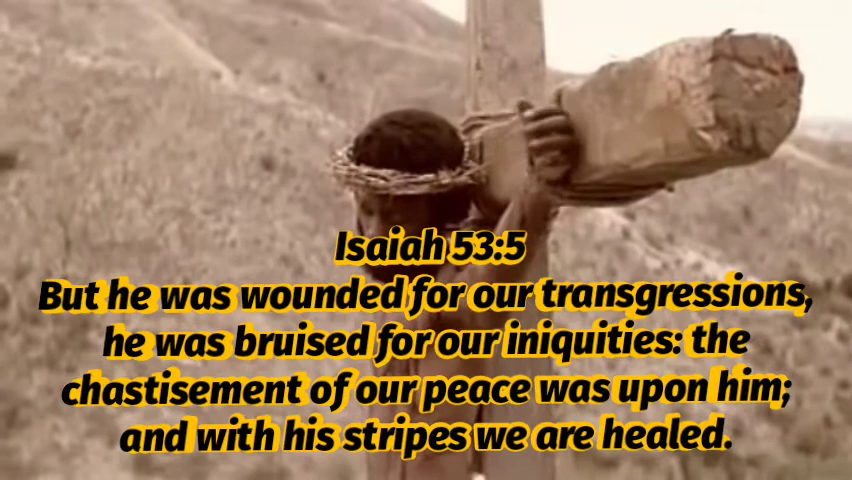 Isaiah 53:5
But he was wounded for our transgressions,
he was bruised for our iniquities: the
chastisement of our peace was upon him;
and with his stripes we are healed.